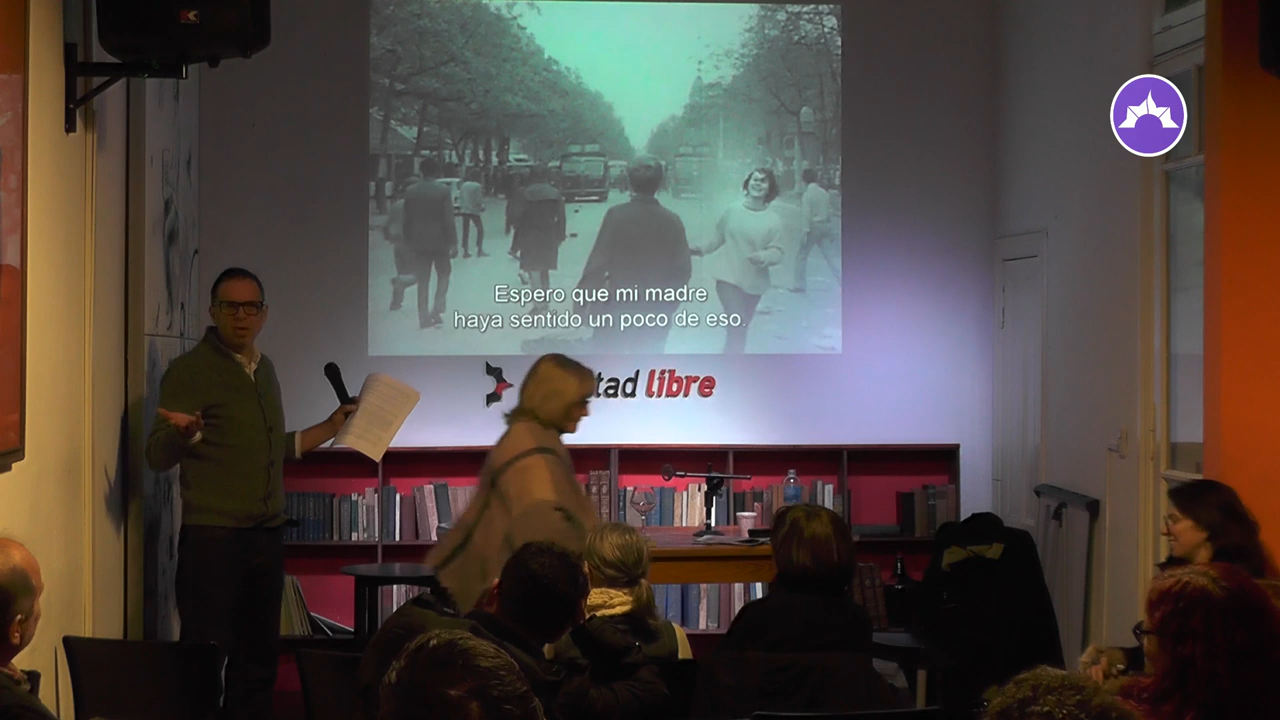 Espero que mi madre
haya sentido un poco de eso.
tad libre